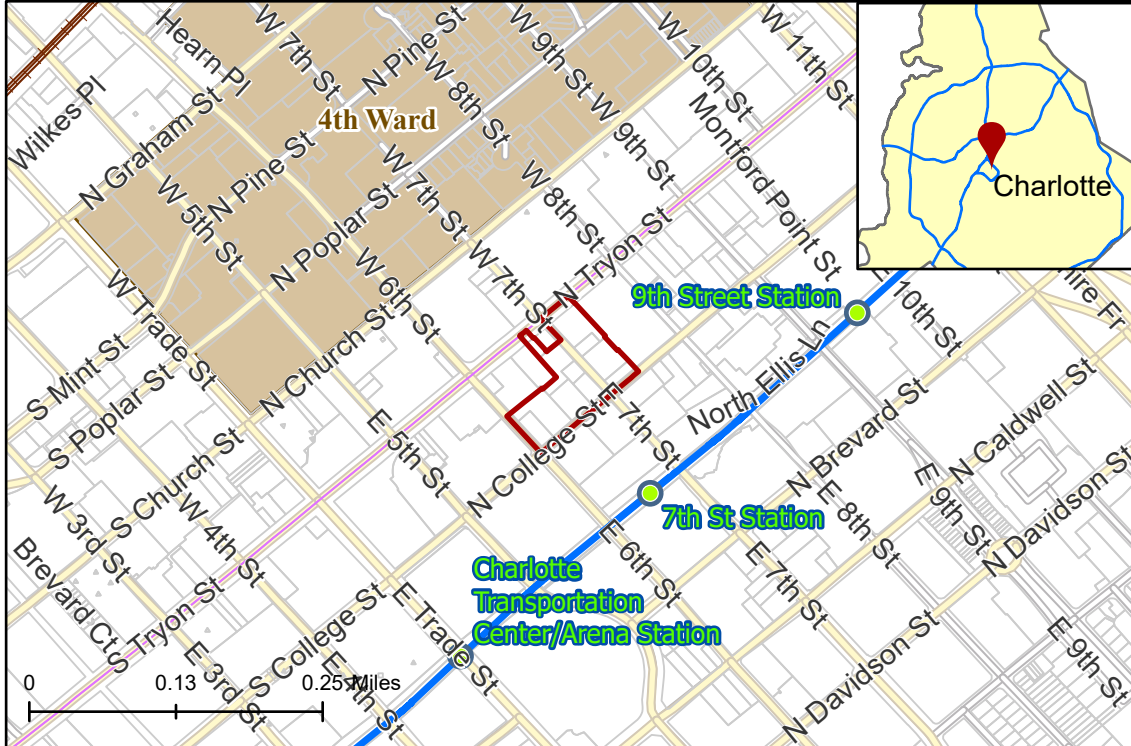 Hearn Pl
W 7th St
N Pine St
W 8th St
W 9th St
W 10th St
W 11th St
Wilkes Pl
N Graham St
4th Ward
W 9th St
Montford Point St
Charlotte
N Pine St
W 7th St
W 8th St
W 5th St
N Poplar St
W 6th St
W 7th St
N Tryon St
9th Street Station
E 10th St
W Trade St
N Church St
S Mint St
S Poplar St
North Ellis Ln
N Caldwell St
E 5th St
N College St
E 7th St
N Brevard St
S Church St
W 3rd St
W 4th St
7th St Station
E 6th St
E 8th St
E 9th St
N Davidson St
Brevard Ct
S Tryon St
Charlotte
Transportation
Center/Arena Station
E 7th St
S College St
E Trade St
E 3rd St
E 4th St
N Davidson St
E 9th St
0
0.13
0.25 Miles